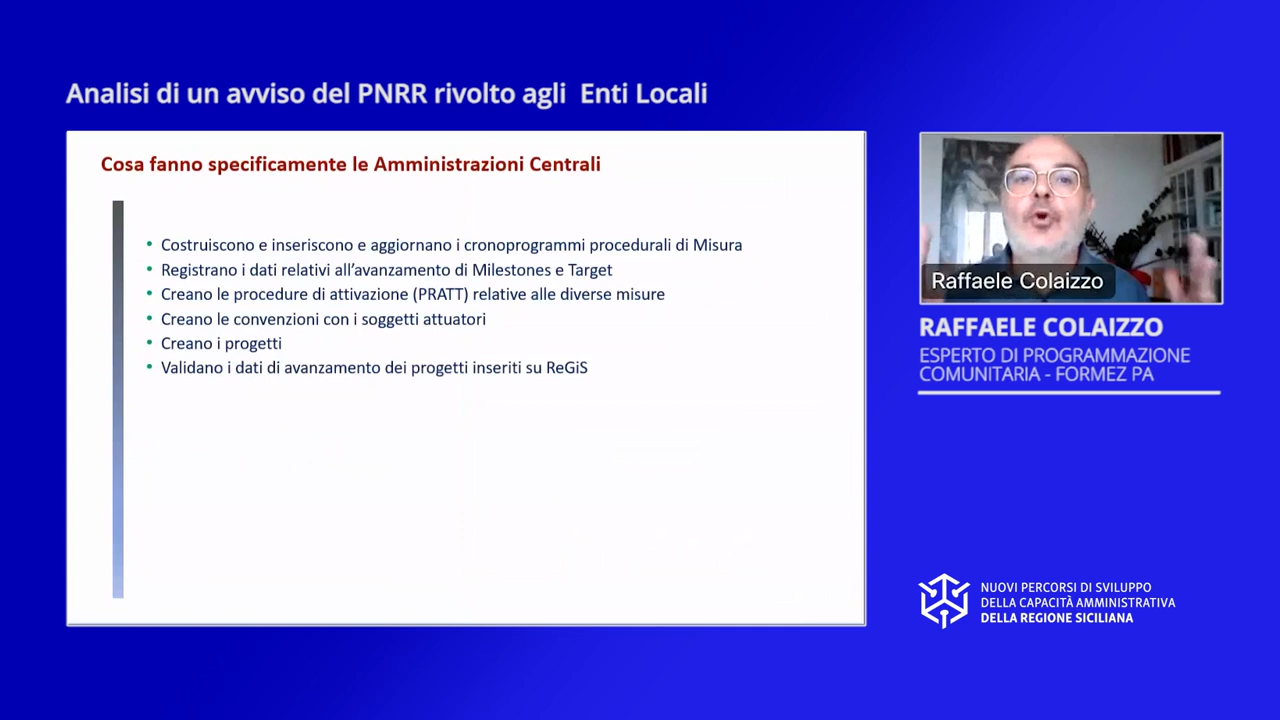 Analisi di un avviso del PNRR rivolto agli Enti Locali
Cosa fanno specificamente le Amministrazioni Centrali
• Costruiscono e inseriscono e aggiornano i cronoprogrammi procedurali di Misura
• Registrano i dati relativi all'avanzamento di Milestones e Target
• Creano le procedure di attivazione (PRATT) relative alle diverse misure
• Creano le convenzioni con i soggetti attuatori
• Creano i progetti
• Validano i dati di avanzamento dei progetti inseriti su ReGiS
Raffaele Colaizzo
RAFFAELE COLAIZZO
ESPERTO DI PROGRAMMAZIONE
COMUNITARIA - FORMEZ PA
NUOVI PERCORSI DI SVILUPPO
DELLA CAPACITÀ AMMINISTRATIVA
DELLA REGIONE SICILIANA